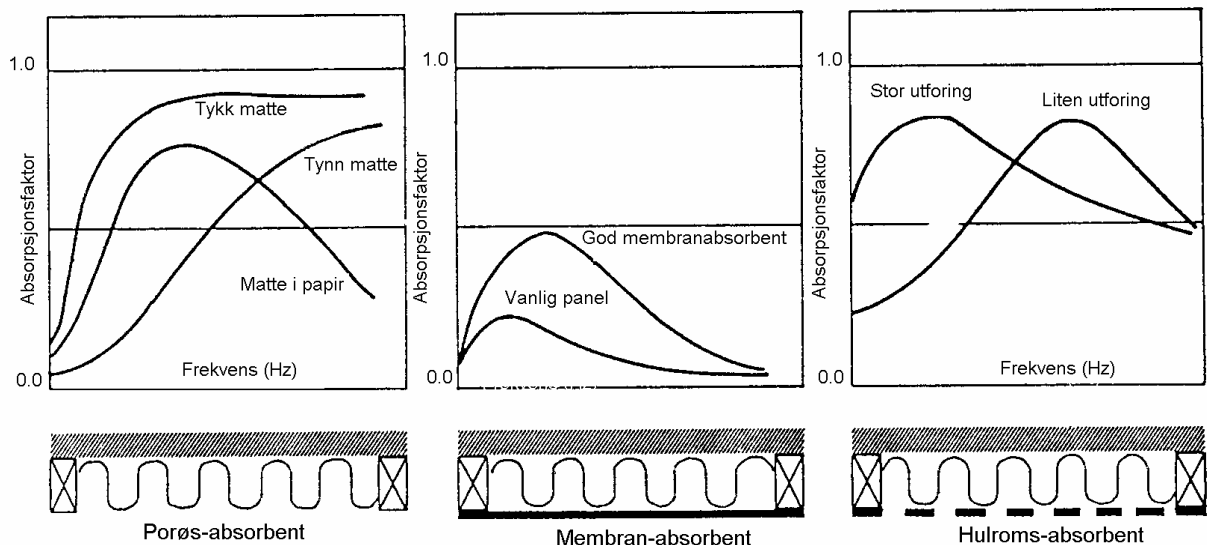 1.0
Tykk matte
Tynn matte
Matte i papir
Absorpsjonsfaktor
Frekvens (Hz)
0.0
Porøs-absorbent
1.0
God membranabsorbent
Vanlig panel
Absorpsjonsfaktor
0.0
Membran-absorbent
1.0
Stor utforing
Liten utforing
Absorpsjonsfaktor
0.0
Frekvens (Hz)
Hulroms-absorbent